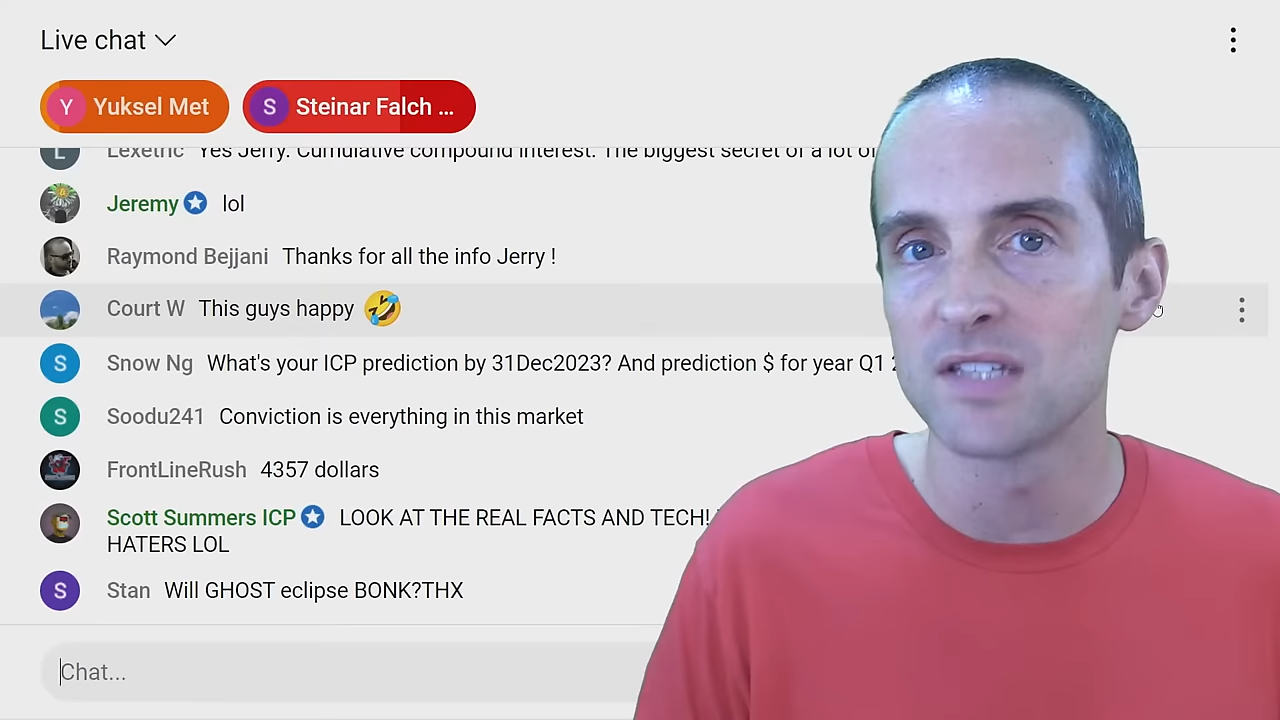 Live chat
Y Yuksel Met
S Steinar Falch ...
L Lexetric Yes Jerry. Cumulative compound interest. The biggest secret of a lot of
Jeremy lol
Raymond Bejjani Thanks for all the info Jerry !
Court W This guys happy 🤣
S Snow Ng What's your ICP prediction by 31Dec2023? And prediction $ for year Q1
S Soodu241 Conviction is everything in this market
FrontLineRush 4357 dollars
Scott Summers ICP LOOK AT THE REAL FACTS AND TECH!
HATERS LOL
S Stan Will GHOST eclipse BONK?THX
Chat...